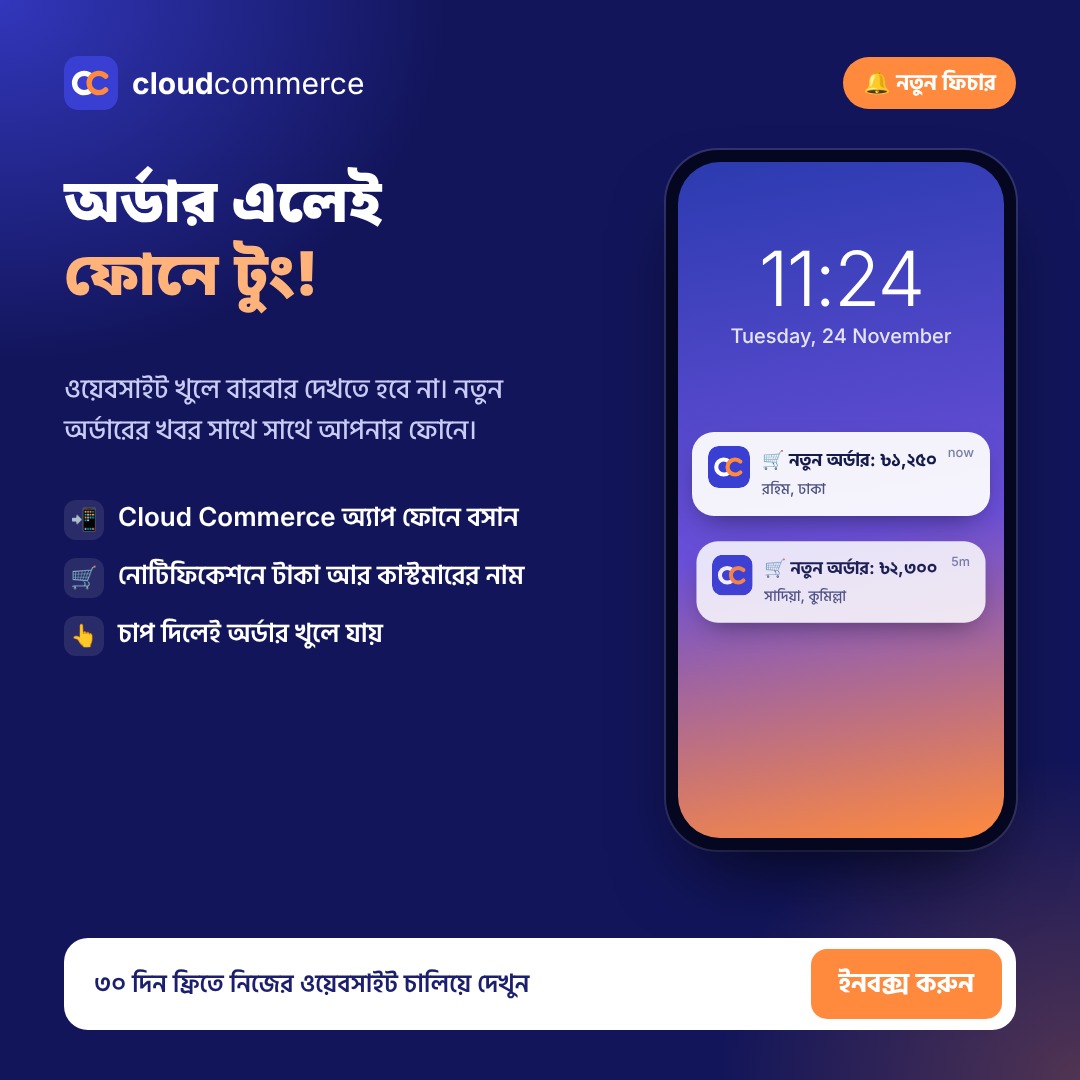 cloudcommerce
🔔 নতুন ফিচার
অর্ডার এলেই
ফোনে টুং!
ওয়েবসাইট খুলে বারবার দেখতে হবে না। নতুন
অর্ডারের খবর সাথে সাথে আপনার ফোনে।
📲 Cloud Commerce অ্যাপ ফোনে বসান
🛒 নোটিফিকেশনে টাকা আর কাস্টমারের নাম
👆 চাপ দিলেই অর্ডার খুলে যায়
11:24
Tuesday, 24 November
🛒 নতুন অর্ডার: ৳১,২৫০ now
রহিম, ঢাকা
🛒 নতুন অর্ডার: ৳২,৩০০ 5m
সাদিয়া, কুমিল্লা
৩০ দিন ফ্রিতে নিজের ওয়েবসাইট চালিয়ে দেখুন
ইনবক্স করুন